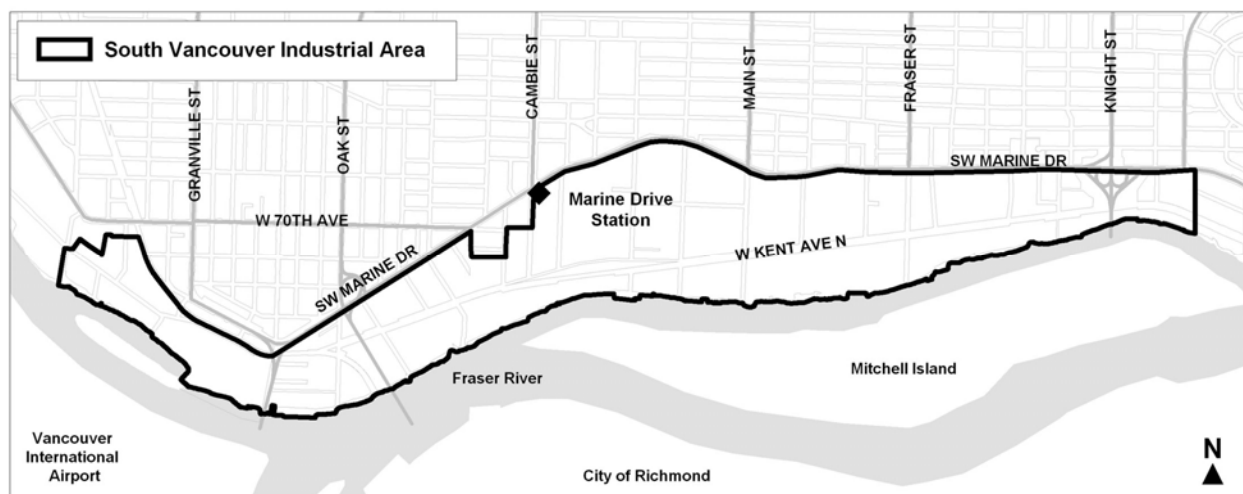 South Vancouver Industrial Area
GRANVILLE ST
OAK ST
CAMBIE ST
MAIN ST
FRASER ST
KNIGHT ST
SW MARINE DR
Marine Drive
Station
W 70TH AVE
W KENT AVE N
SW MARINE DR
Fraser River
Mitchell Island
Vancouver
International
Airport
City of Richmond
N